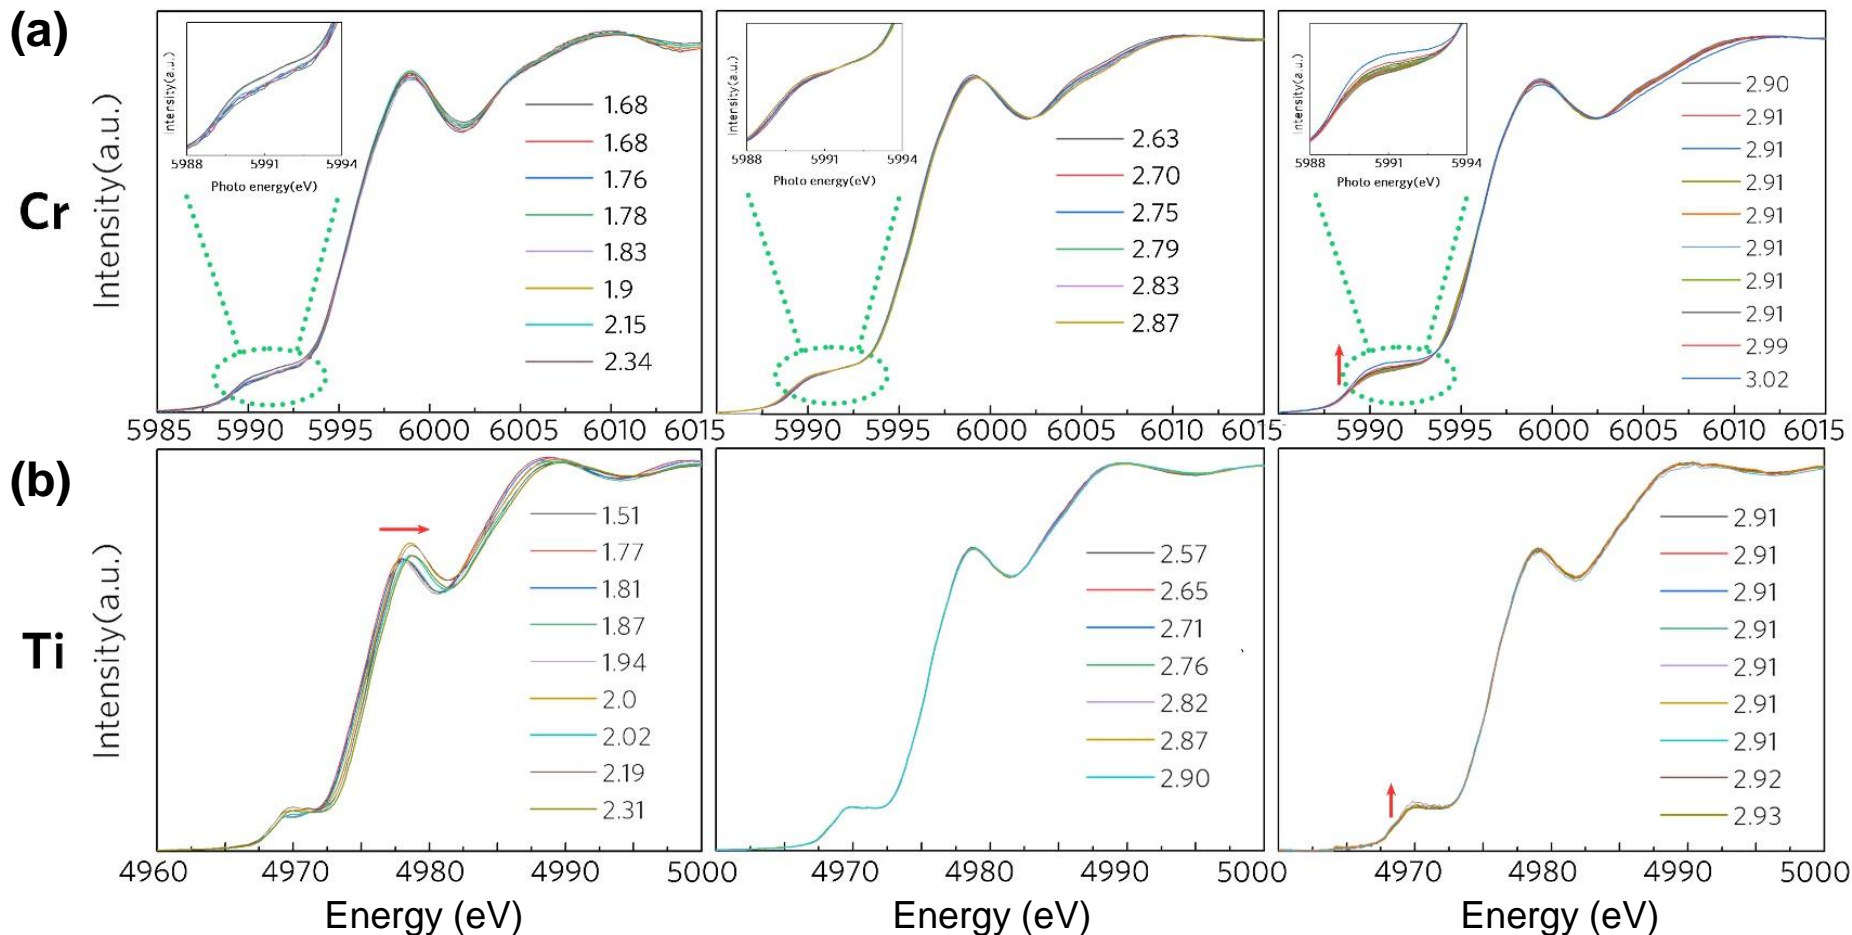 (a)
Cr
Intensity(a.u.)
Intensity(a.u.)
5988 5991 5994
Photo energy(eV)
1.68
1.68
1.76
1.78
1.83
1.9
2.15
2.34
5985 5990 5995 6000 6005 6010 6015
Intensity(a.u.)
5988 5991 5994
Photo energy(eV)
2.63
2.70
2.75
2.79
2.83
2.87
5990 5995 6000 6005 6010 6015
Intensity(a.u.)
5988 5991 5994
Photo energy(eV)
2.90
2.91
2.91
2.91
2.91
2.91
2.91
2.91
2.99
3.02
5990 5995 6000 6005 6010 6015
(b)
Ti
Intensity(a.u.)
1.51
1.77
1.81
1.87
1.94
2.0
2.02
2.19
2.31
4960 4970 4980 4990 5000
Energy (eV)
2.57
2.65
2.71
2.76
2.82
2.87
2.90
4970 4980 4990 5000
Energy (eV)
2.91
2.91
2.91
2.91
2.91
2.91
2.91
2.92
2.93
4970 4980 4990 5000
Energy (eV)